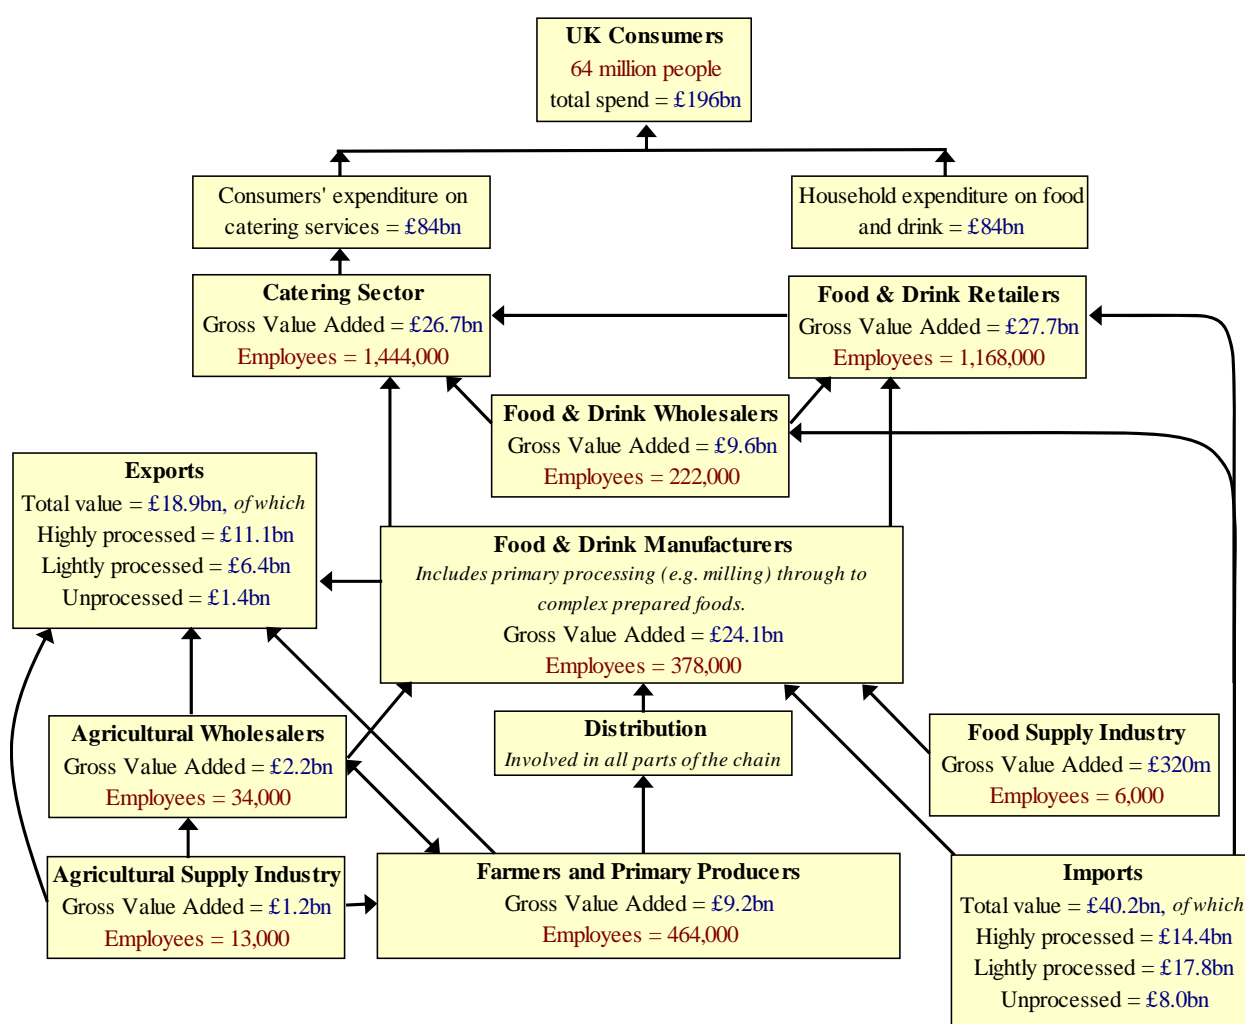 UK Consumers
64 million people
total spend = £196bn
Consumers' expenditure on
catering services = £84bn
Household expenditure on food
and drink = £84bn
Catering Sector
Gross Value Added = £26.7bn
Employees = 1,444,000
Food & Drink Retailers
Gross Value Added = £27.7bn
Employees = 1,168,000
Food & Drink Wholesalers
Gross Value Added = £9.6bn
Employees = 222,000
Exports
Total value = £18.9bn, of which
Highly processed = £11.1bn
Lightly processed = £6.4bn
Unprocessed = £1.4bn
Food & Drink Manufacturers
Includes primary processing (e.g. milling) through to
complex prepared foods.
Gross Value Added = £24.1bn
Employees = 378,000
Agricultural Wholesalers
Gross Value Added = £2.2bn
Employees = 34,000
Distribution
Involved in all parts of the chain
Food Supply Industry
Gross Value Added = £320m
Employees = 6,000
Agricultural Supply Industry
Gross Value Added = £1.2bn
Employees = 13,000
Farmers and Primary Producers
Gross Value Added = £9.2bn
Employees = 464,000
Imports
Total value = £40.2bn, of which
Highly processed = £14.4bn
Lightly processed = £17.8bn
Unprocessed = £8.0bn